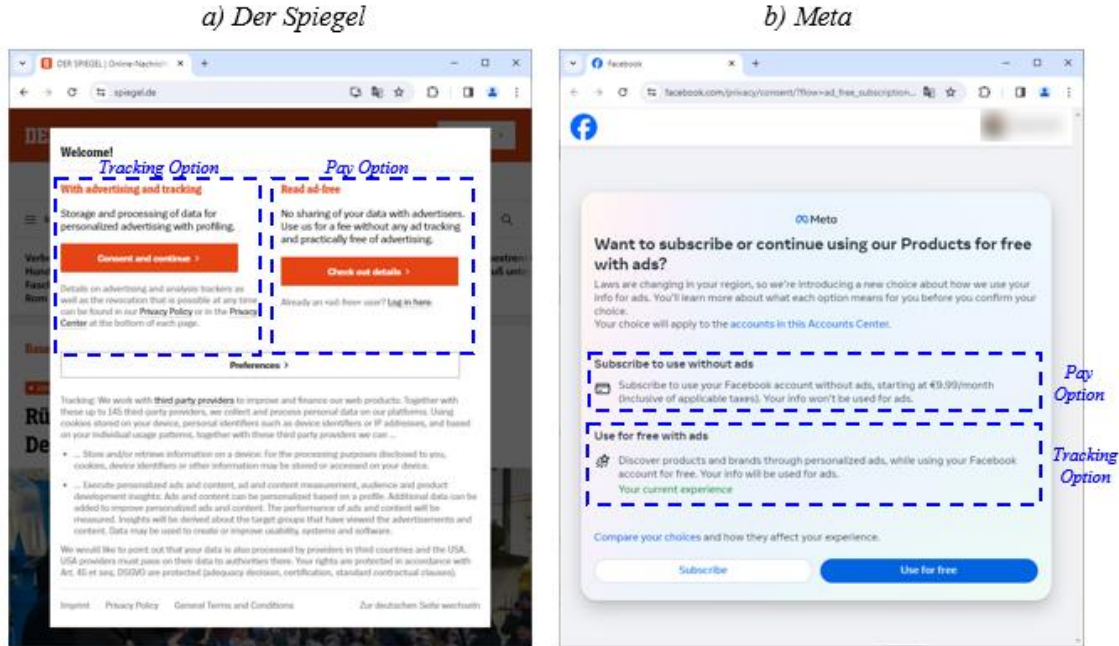 a) Der Spiegel
b) Meta
DER SPIEGEL | Online-Nachrich
spiegel.de
DE
Welcome!
Tracking Option
Pay Option
With advertising and tracking
Storage and processing of data for
personalized advertising with profiling.
Consent and continue >
Details on advertising and analysis trackers as
well as the revocation that is possible at any time
can be found in our Privacy Policy or in the Privacy
Center at the bottom of each page.
Read ad-free
No sharing of your data with advertisers.
Use us for a fee without any ad tracking
and practically free of advertising.
Check out details >
Already an «ad-free» user? Log in here
Preferences >
Tracking: We work with third party providers to improve and finance our web products. Together with
these up to 145 third party providers, we collect and process personal data on our platforms. Using
cookies stored on your device, personal identifiers such as device identifiers or IP addresses, and based
on your individual usage patterns, together with these third party providers we can ...
• ... Store and/or retrieve information on a device: For the processing purposes disclosed to you,
cookies, device identifiers or other information may be stored or accessed on your device.
• ... Execute personalized ads and content, ad and content measurement, audience and product
development insights: Ads and content can be personalized based on a profile. Additional data can be
added to improve personalized ads and content. The performance of ads and content will be
measured. Insights will be derived about the target groups that have viewed the advertisements and
content. Data may be used to create or improve usability, systems and software.
We would like to point out that your data is also processed by providers in third countries and the USA.
USA providers must pass on their data to authorities there. Your rights are protected in accordance with
Art. 46 et seq. DSGVO are protected (adequacy decision, certification, standard contractual clauses).
Imprint Privacy Policy General Terms and Conditions Zur deutschen Seite wechseln
Facebook
facebook.com/privacy/consent/?flow=ad_free_subscription...
Meta
Want to subscribe or continue using our Products for free
with ads?
Laws are changing in your region, so we're introducing a new choice about how we use your
info for ads. You'll learn more about what each option means for you before you confirm your
choice.
Your choice will apply to the accounts in this Accounts Center.
Subscribe to use without ads
Subscribe to use your Facebook account without ads, starting at €9.99/month
(inclusive of applicable taxes). Your info won't be used for ads.
Pay
Option
Use for free with ads
Discover products and brands through personalized ads, while using your Facebook
account for free. Your info will be used for ads.
Your current experience
Tracking
Option
Compare your choices and how they affect your experience.
Subscribe
Use for free